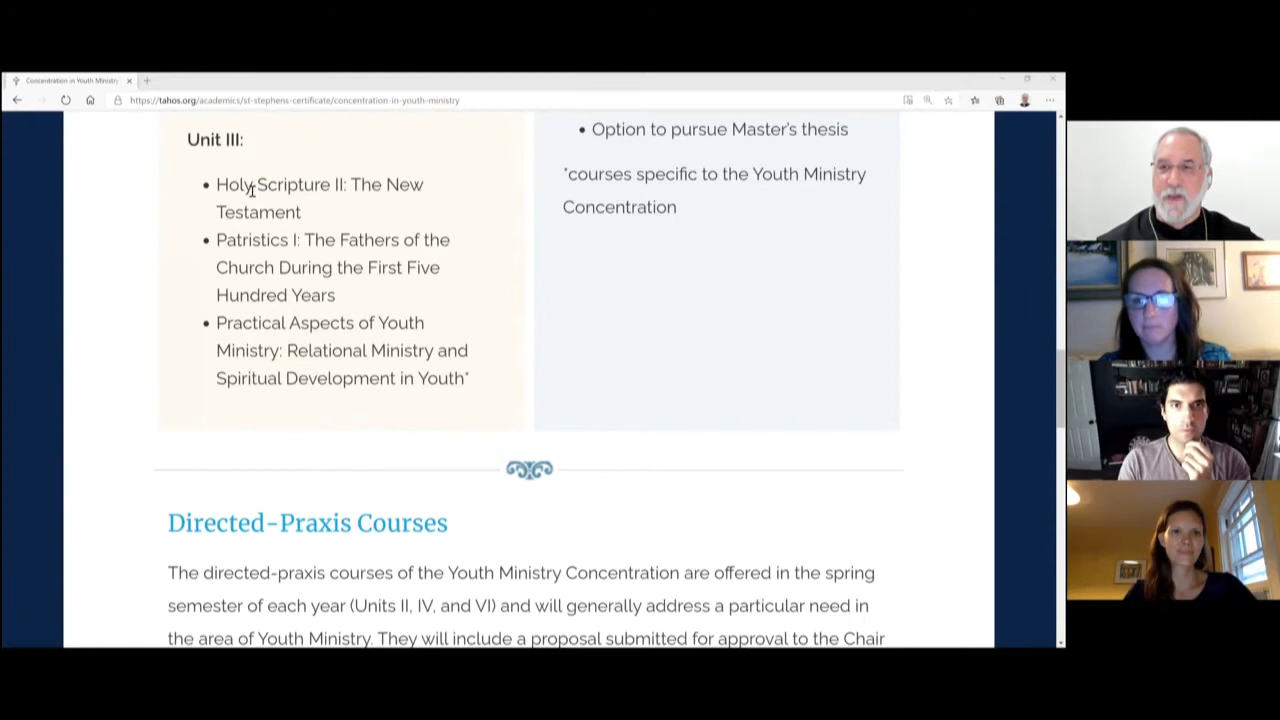 Concentration in Youth Ministry
https://tahos.org/academics/st-stephens-certificate/concentration-in-youth-ministry
Unit III:
• Holy Scripture II: The New
Testament
• Patristics I: The Fathers of the
Church During the First Five
Hundred Years
• Practical Aspects of Youth
Ministry: Relational Ministry and
Spiritual Development in Youth*
• Option to pursue Master's thesis
*courses specific to the Youth Ministry
Concentration
Directed-Praxis Courses
The directed-praxis courses of the Youth Ministry Concentration are offered in the spring
semester of each year (Units II, IV, and VI) and will generally address a particular need in
the area of Youth Ministry. They will include a proposal submitted for approval to the Chair